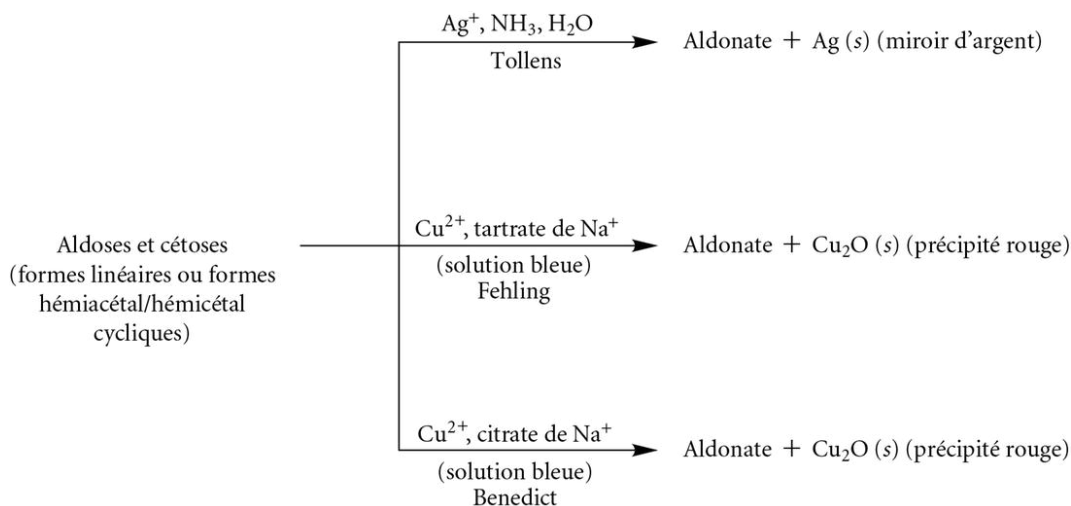 Ag⁺, NH₃, H₂O
Tollens
Aldonate + Ag (s) (miroir d'argent)
Aldoses et cétoses
(formes linéaires ou formes
hémiacétal/hémicétal
cycliques)
Cu²⁺, tartrate de Na⁺
(solution bleue)
Fehling
Aldonate + Cu₂O (s) (précipité rouge)
Cu²⁺, citrate de Na⁺
(solution bleue)
Benedict
Aldonate + Cu₂O (s) (précipité rouge)